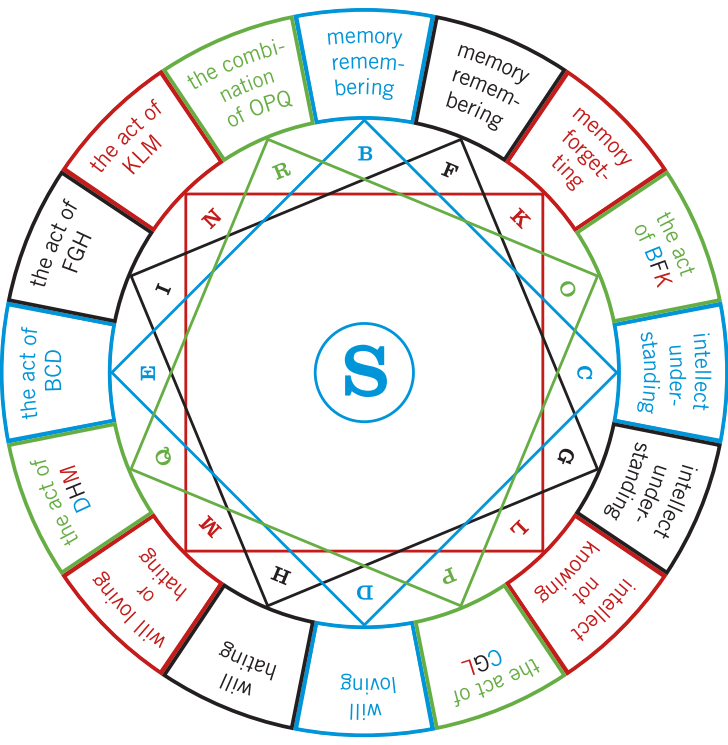 memory
remem-
bering
memory
remem-
bering
memory
forget-
ting
the act
of BFK
intellect
under-
standing
intellect
under-
standing
intellect
not
knowing
the act of
CGL
will
loving
will
hating
will loving
or
hating
the act of
DHM
the act of
BCD
the act of
FGH
the act of
KLM
the combi-
nation
of OPQ
B
F
K
O
C
G
L
P
D
H
M
Q
E
I
N
R
S